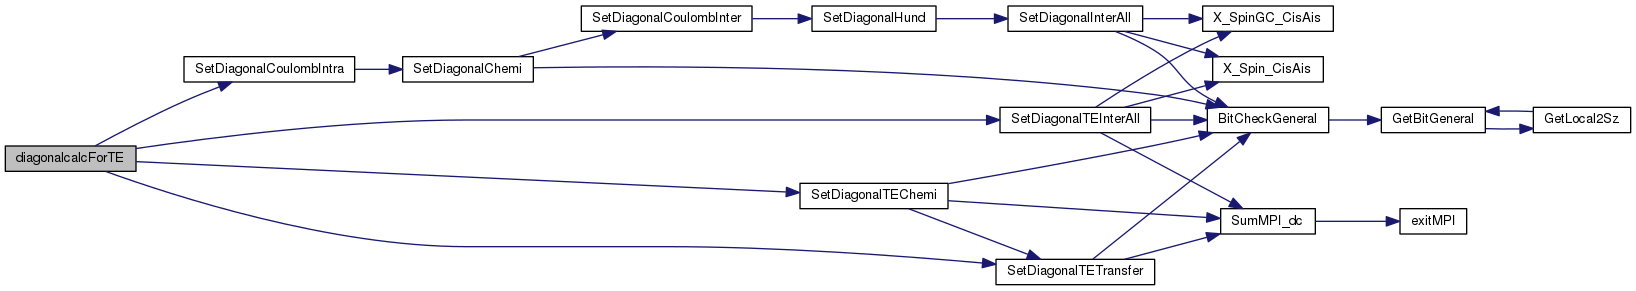 SetDiagonalCoulombInter
SetDiagonalHund
SetDiagonalInterAll
X_SpinGC_CisAis
SetDiagonalCoulombIntra
SetDiagonalChemi
X_Spin_CisAis
SetDiagonalTEInterAll
BitCheckGeneral
GetBitGeneral
GetLocal2Sz
diagonalcalcForTE
SetDiagonalTEChemi
SumMPI_dc
exitMPI
SetDiagonalTETransfer